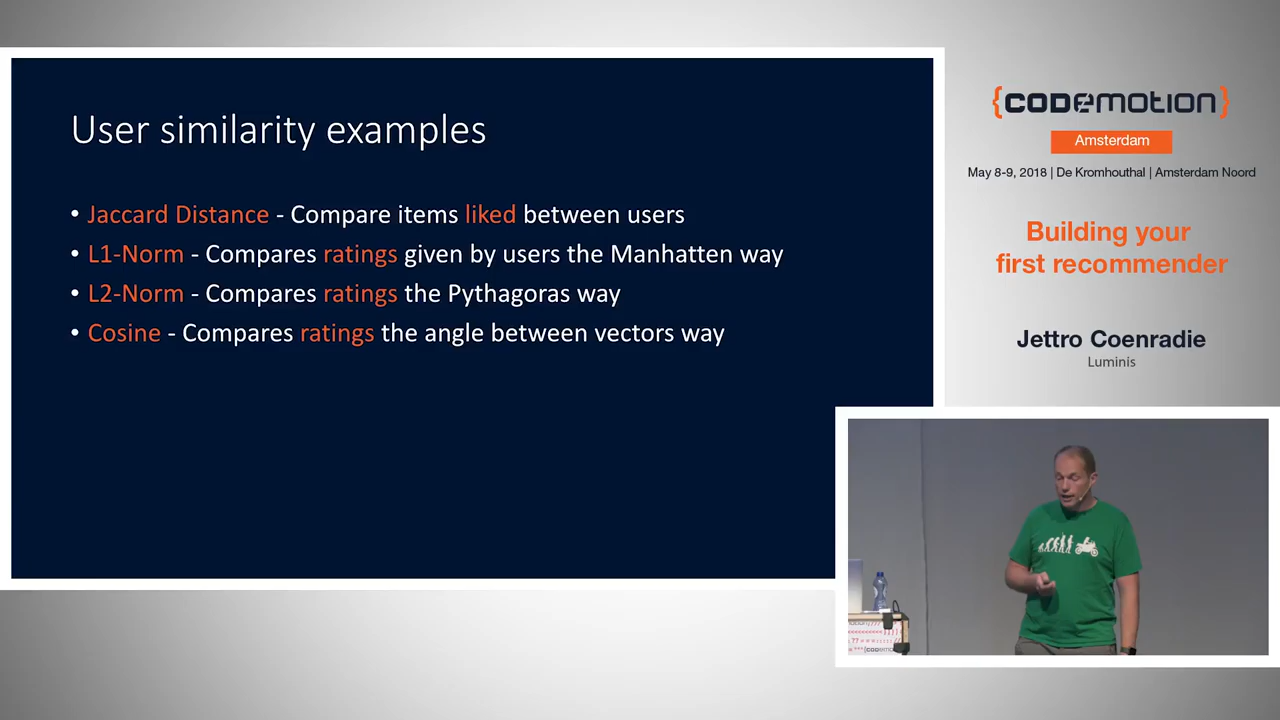 User similarity examples
• Jaccard Distance - Compare items liked between users
• L1-Norm - Compares ratings given by users the Manhatten way
• L2-Norm - Compares ratings the Pythagoras way
• Cosine - Compares ratings the angle between vectors way
{CODEMOTION}
Amsterdam
May 8-9, 2018 | De Kromhouthal | Amsterdam Noord
Building your
first recommender
Jettro Coenradie
Luminis